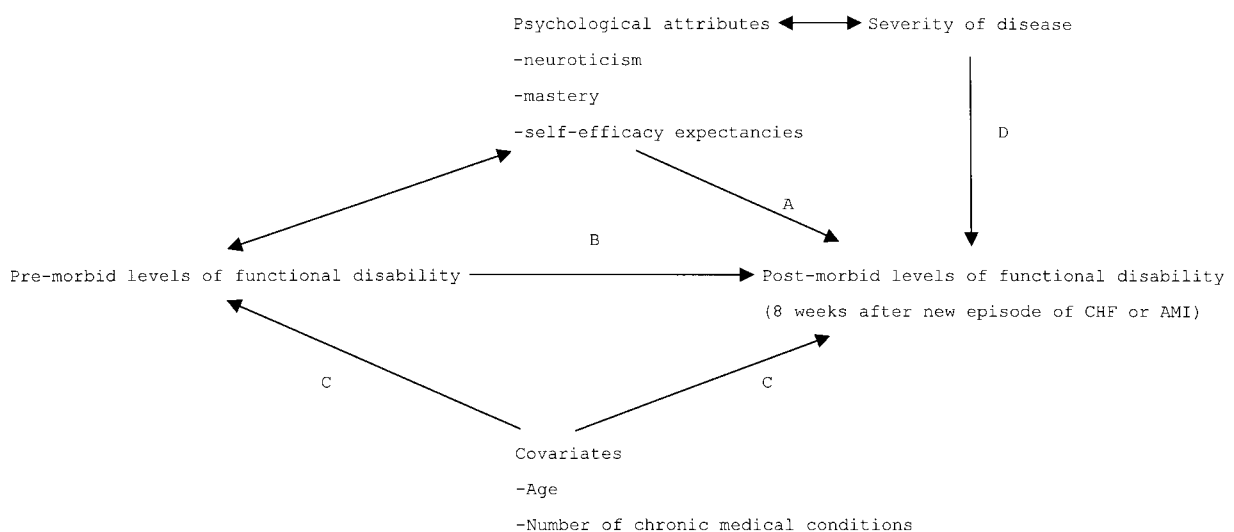 Psychological attributes
Severity of disease
-neuroticism
-mastery
-self-efficacy expectancies
D
A
B
Pre-morbid levels of functional disability
Post-morbid levels of functional disability
(8 weeks after new episode of CHF or AMI)
C
C
Covariates
-Age
-Number of chronic medical conditions